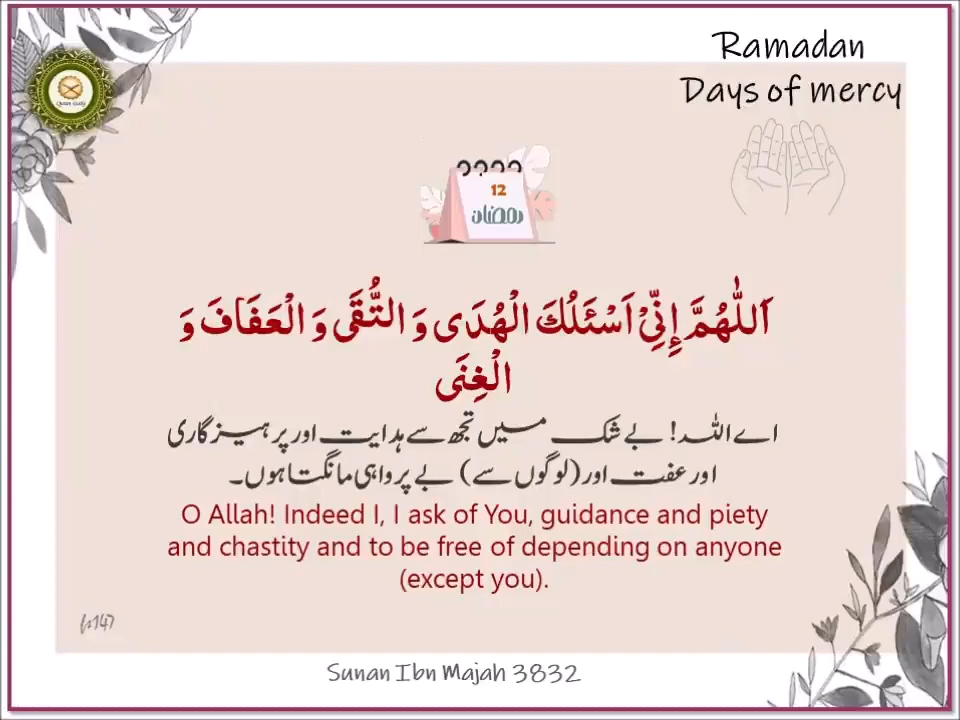 Ramadan
Days of mercy
Quran Gally
12
رمضان
اَللّٰهُمَّ إِنِّيْ اَسْئَلُكَ الْهُدَى وَ التُّقَى وَ الْعَفَافَ وَ
الْغِنَى
اے اللہ! بے شک میں تجھ سے ہدایت اور پرہیزگاری
اور عفت اور (لوگوں سے) بے پرواہی مانگتا ہوں۔
O Allah! Indeed I, I ask of You, guidance and piety
and chastity and to be free of depending on anyone
(except you).
Sunan Ibn Majah 3832